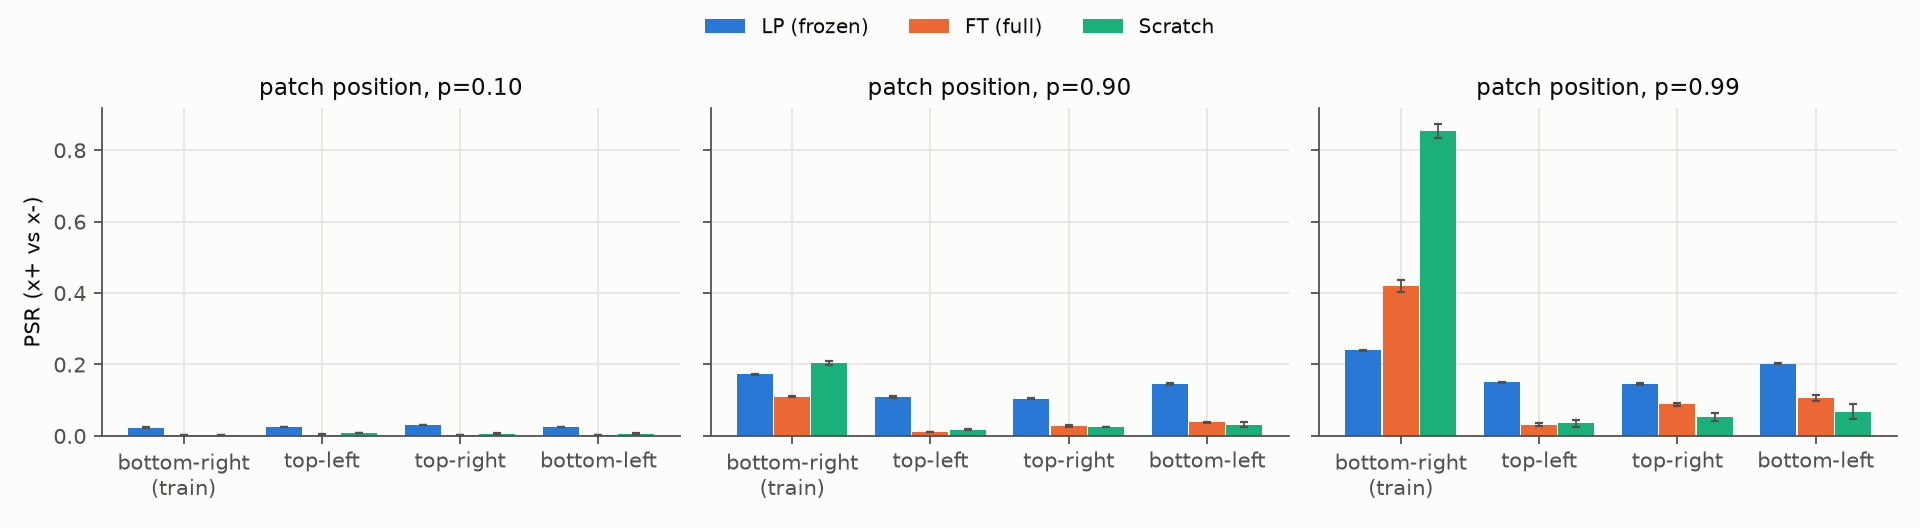 LP (frozen) FT (full) Scratch
patch position, p=0.10
patch position, p=0.90
patch position, p=0.99
PSR (x+ vs x-)
0.8
0.6
0.4
0.2
0.0
bottom-right
(train)
top-left
top-right
bottom-left
bottom-right
(train)
top-left
top-right
bottom-left
bottom-right
(train)
top-left
top-right
bottom-left